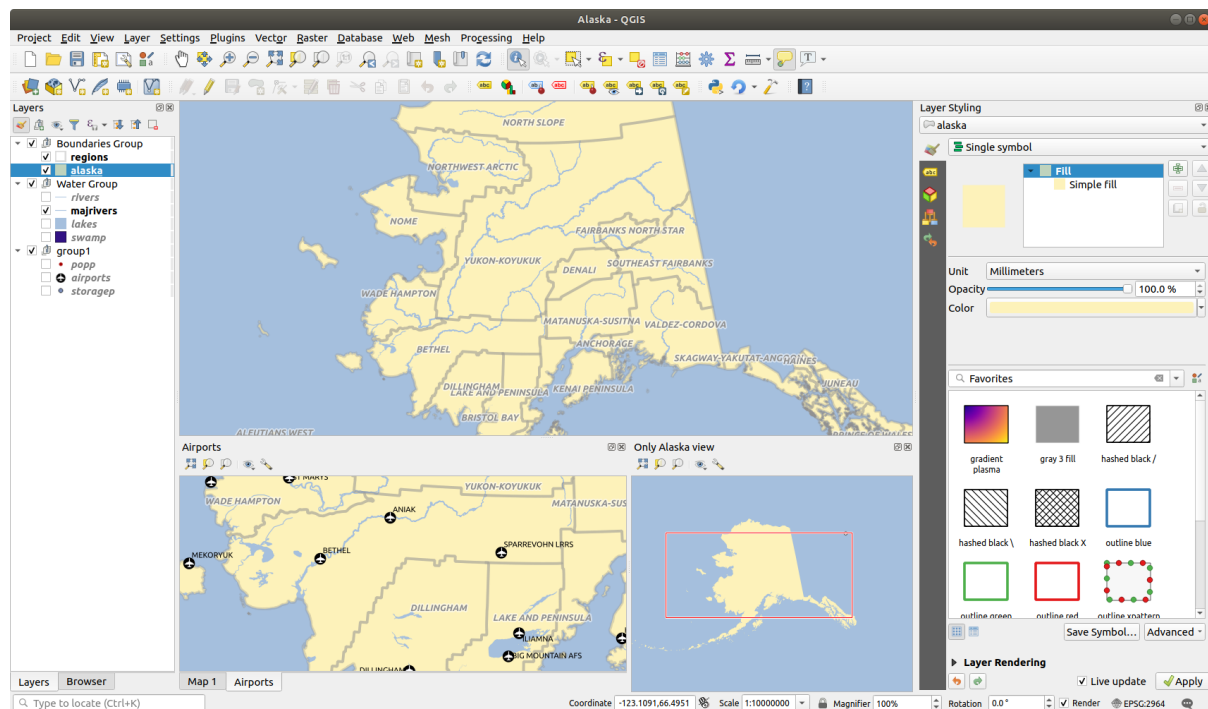 Alaska - QGIS
Project Edit View Layer Settings Plugins Vector Raster Database Web Mesh Processing Help
Layers
Boundaries Group
regions
alaska
Water Group
rivers
majrivers
lakes
swamp
group1
popp
airports
storagep
Layers Browser
NORTH SLOPE
NORTHWEST ARCTIC
NOME
FAIRBANKS NORTH STAR
YUKON-KOYUKUK
SOUTHEAST FAIRBANKS
DENALI
WADE HAMPTON
MATANUSKA-SUSITNA
VALDEZ-CORDOVA
ANCHORAGE
BETHEL
SKAGWAY-YAKUTAT-ANGOON
HAINES
DILLINGHAM
LAKE AND PENINSULA
KENAI PENINSULA
JUNEAU
BRISTOL BAY
ALEUTIANS WEST
PRINCE OF WALES
Airports
ST MARYS
YUKON-KOYUKUK
WADE HAMPTON
MATANUSKA-SUS
ANIAK
SPARREVOHN LRRS
MEKORYUK
BETHEL
DILLINGHAM
LAKE AND PENINSULA
ILIAMNA
BIG MOUNTAIN AFS
DILLINGHAM
Map 1 Airports
Only Alaska view
Layer Styling
alaska
Single symbol
Fill
Simple fill
Unit Millimeters
Opacity 100.0 %
Color
Favorites
gradient plasma
gray 3 fill
hashed black /
hashed black \
hashed black X
outline blue
outline green
outline red
outline xpattern
Save Symbol... Advanced
Layer Rendering
Live update Apply
Type to locate (Ctrl+K)
Coordinate -123.1091,66.4951 Scale 1:10000000 Magnifier 100% Rotation 0.0 ° Render EPSG:2964